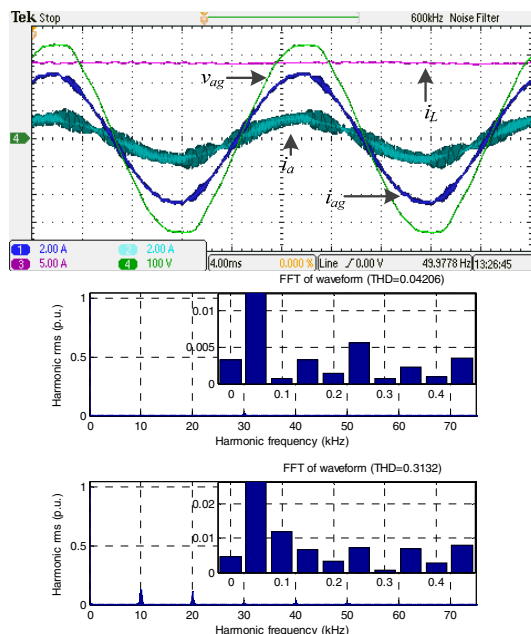 Tek Stop 600kHz Noise Filter
v_ag
i_L
i_a
i_ag
4
1 2.00 A 2 2.00 A
3 5.00 A 4 100 V
4.00ms 0.000 % Line ƒ 0.00 V 49.9778 Hz 13:26:45
FFT of waveform (THD=0.04206)
Harmonic rms (p.u.)
1
0.5
0
0.01
0.005
0
0 0.1 0.2 0.3 0.4
0 10 20 30 40 50 60 70
Harmonic frequency (kHz)
FFT of waveform (THD=0.3132)
Harmonic rms (p.u.)
1
0.5
0
0.02
0.01
0
0 0.1 0.2 0.3 0.4
0 10 20 30 40 50 60 70
Harmonic frequency (kHz)